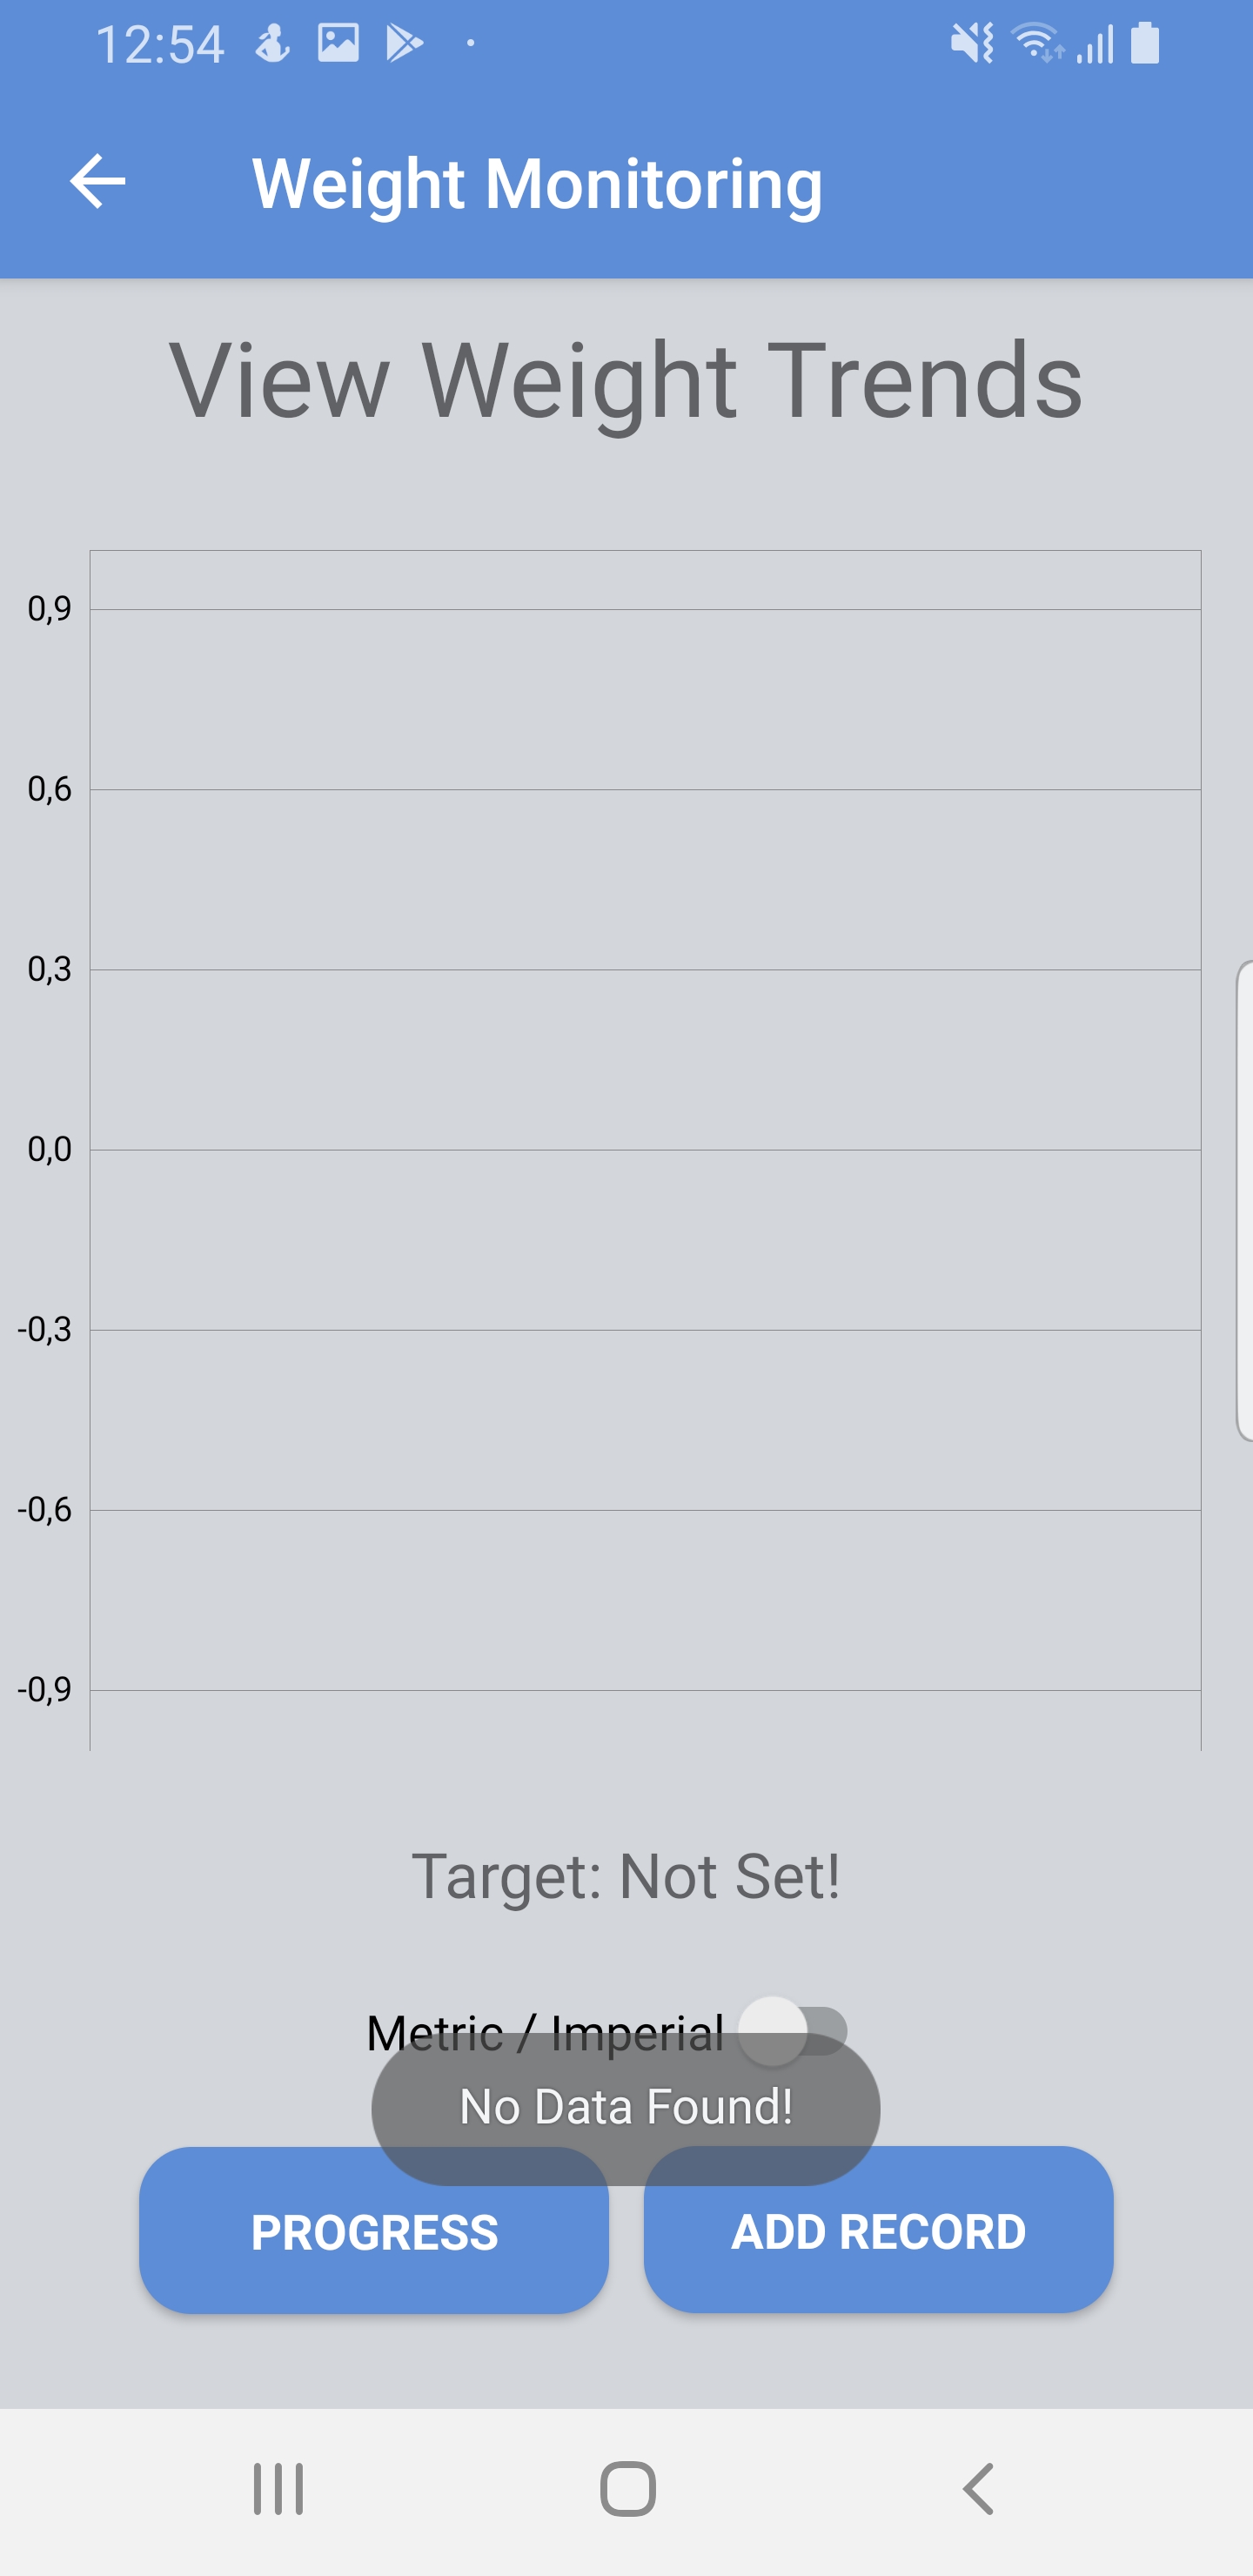 12:54
Weight Monitoring
View Weight Trends
0,9
0,6
0,3
0,0
-0,3
-0,6
-0,9
Target: Not Set!
Metric / Imperial
No Data Found!
PROGRESS
ADD RECORD